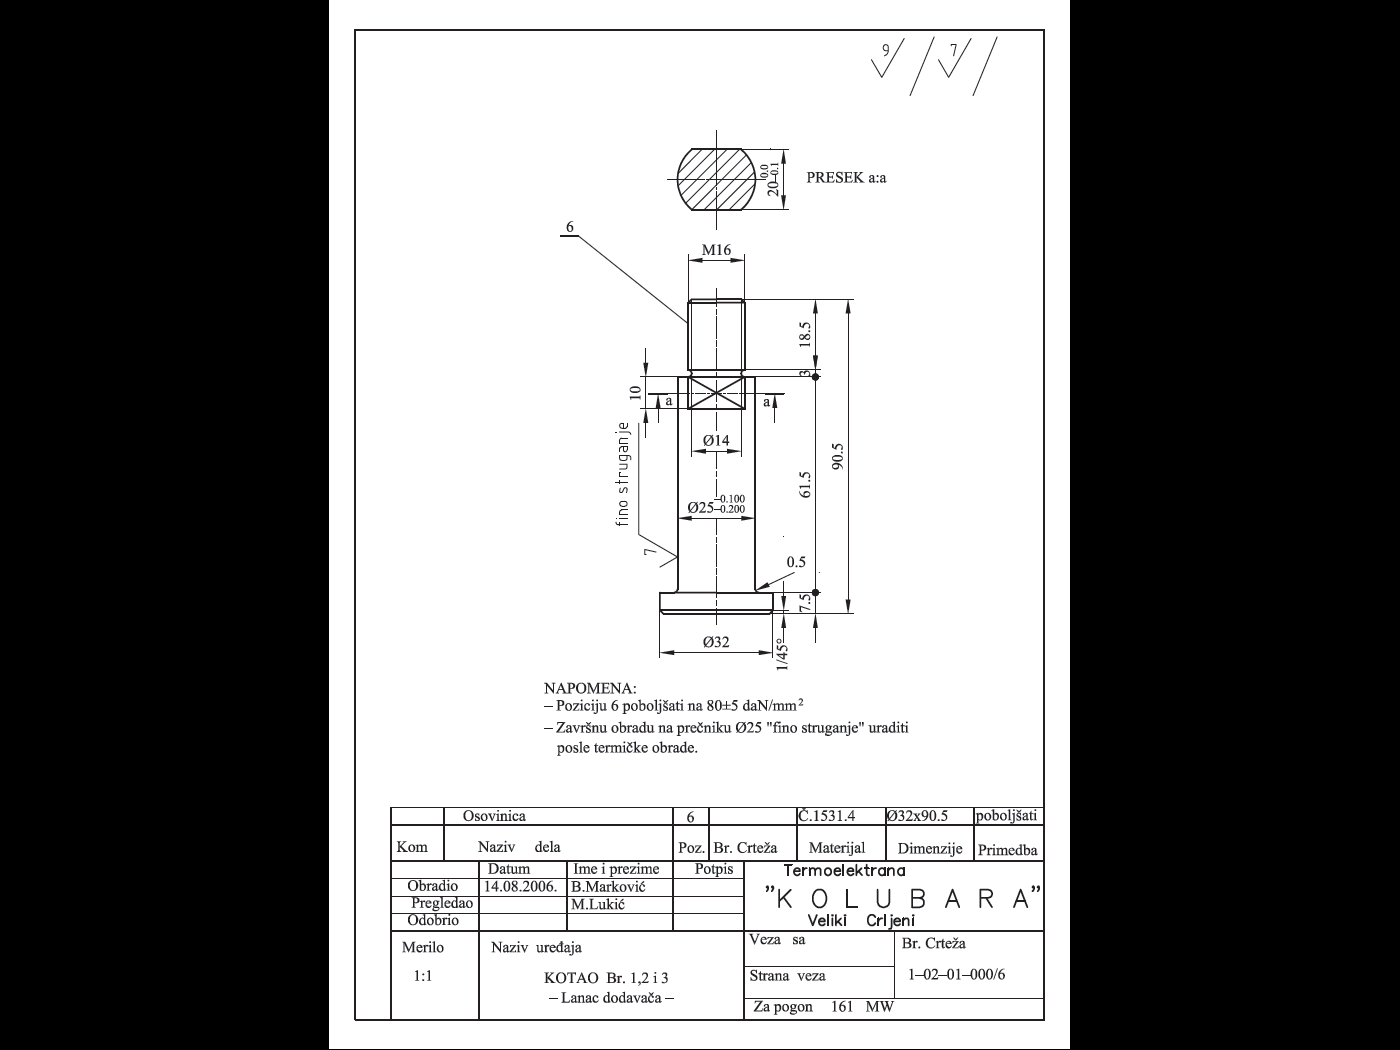 9 7
0.0
20-0.1
PRESEK a:a
6
M16
18.5
3
10
a a
Ø14
fino struganje
61.5
90.5
-0.100
Ø25-0.200
7
0.5
7.5
Ø32
1/45°
NAPOMENA:
– Poziciju 6 poboljšati na 80±5 daN/mm²
– Završnu obradu na prečniku Ø25 "fino struganje" uraditi
posle termičke obrade.
Osovinica 6 Č.1531.4 Ø32x90.5 poboljšati
Kom Naziv dela Poz. Br. Crteža Materijal Dimenzije Primedba
Datum Ime i prezime Potpis
Obradio 14.08.2006. B.Marković
Pregledao M.Lukić
Odobrio
Termoelektrana
"KOLUBARA"
Veliki Crljeni
Merilo
1:1
Naziv uređaja
KOTAO Br. 1,2 i 3
– Lanac dodavača –
Veza sa
Strana veza
Br. Crteža
1–02–01–000/6
Za pogon 161 MW